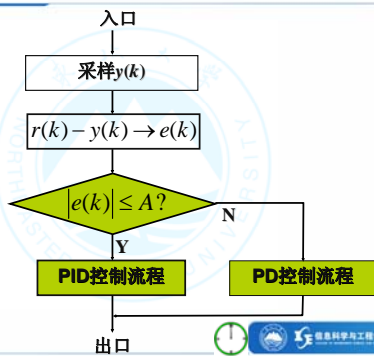 入口
采样y(k)
r(k) − y(k) → e(k)
|e(k)| ≤ A?
N
Y
PID控制流程
PD控制流程
出口
信息科学与工程